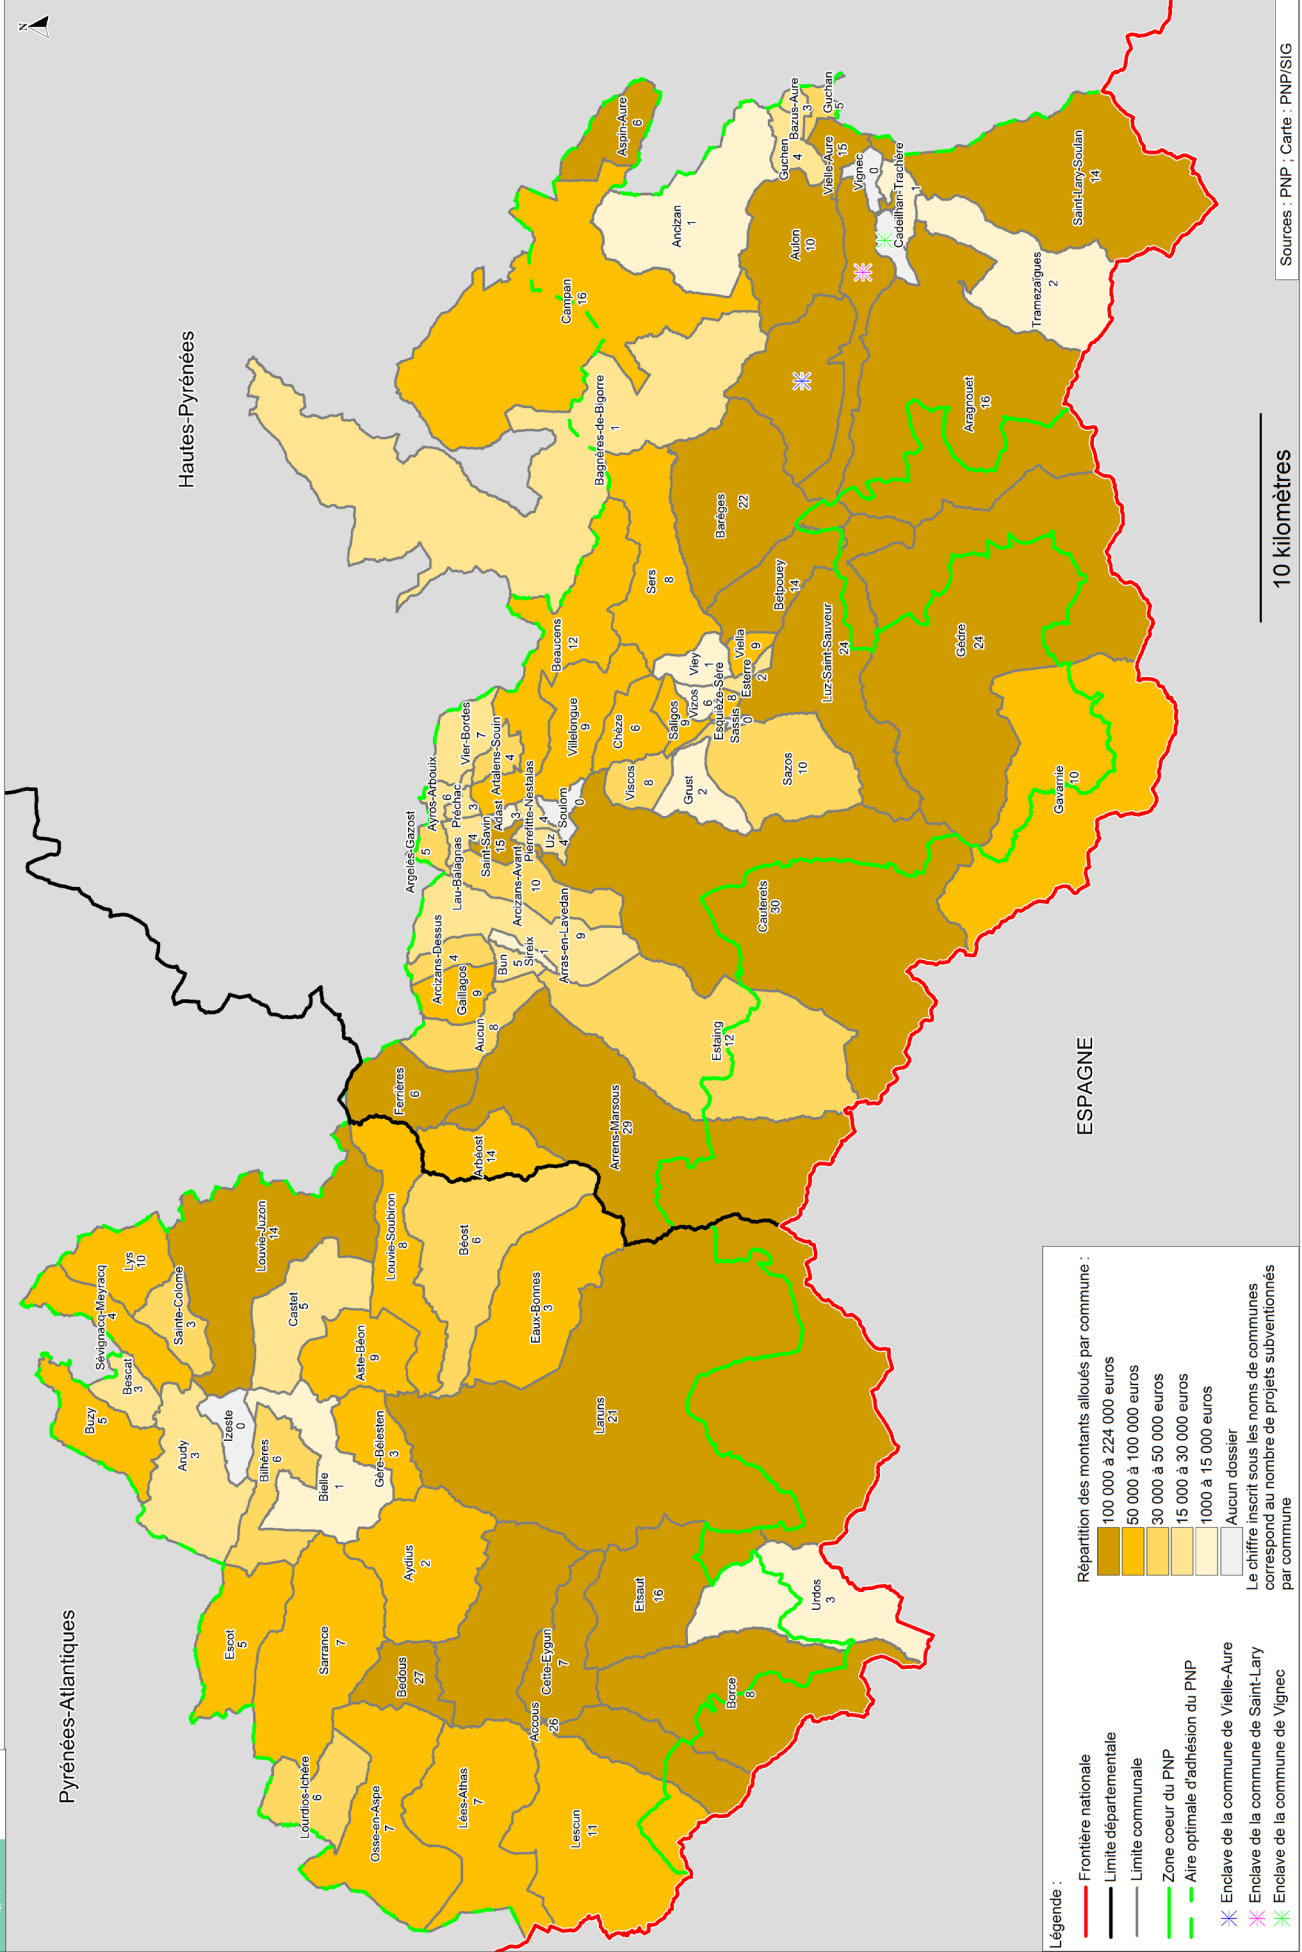 N
Hautes-Pyrénées
Pyrénées-Atlantiques
ESPAGNE
Buzy
5
Bescat
3
Sévignacq-Meyracq
4
Lys
10
Sainte-Colome
3
Louvie-Juzon
14
Arudy
3
Izeste
0
Bilhères
6
Bielle
1
Castet
5
Aste-Béon
9
Gère-Bélesten
3
Louvie-Soubiron
8
Béost
6
Eaux-Bonnes
3
Laruns
21
Escot
5
Sarrance
7
Aydius
2
Bedous
27
Lourdios-Ichère
6
Osse-en-Aspe
7
Lées-Athas
7
Lescun
11
Accous
26
Cette-Eygun
7
Etsaut
16
Borce
8
Urdos
3
Ferrières
6
Arbéost
14
Arrens-Marsous
29
Aucun
8
Gaillagos
9
Arcizans-Dessus
4
Bun
5
Sireix
1
Arras-en-Lavedan
9
Estaing
12
Arcizans-Avant
10
Lau-Balagnas
4
Argelès-Gazost
5
Ayros-Arbouix
6
Préchac
3
Saint-Savin
15
Adast
3
Pierrefitte-Nestalas
4
Uz
4
Soulom
0
Vier-Bordes
7
Artalens-Souin
4
Beaucens
12
Villelongue
9
Chèze
6
Viscos
8
Saligos
9
Grust
2
Vizos
6
Viey
1
Esquièze-Sère
8
Sassis
0
Esterre
2
Viella
9
Sazos
10
Luz-Saint-Sauveur
24
Betpouey
14
Sers
8
Barèges
22
Cauterets
30
Gavarnie
10
Gèdre
24
Bagnères-de-Bigorre
1
Campan
16
Aspin-Aure
6
Ancizan
1
Aulon
10
Guchen
4
Bazus-Aure
3
Guchan
5
Vielle-Aure
15
Vignec
0
Cadeilhan-Trachère
1
Aragnouet
16
Tramezaïgues
2
Saint-Lary-Soulan
14
10 kilomètres
Sources : PNP ; Carte : PNP/SIG
Légende :
Frontière nationale
Limite départementale
Limite communale
Zone coeur du PNP
Aire optimale d'adhésion du PNP
Enclave de la commune de Vielle-Aure
Enclave de la commune de Saint-Lary
Enclave de la commune de Vignec
Répartition des montants alloués par commune :
100 000 à 224 000 euros
50 000 à 100 000 euros
30 000 à 50 000 euros
15 000 à 30 000 euros
1000 à 15 000 euros
Aucun dossier
Le chiffre inscrit sous les noms de communes
correspond au nombre de projets subventionnés
par commune